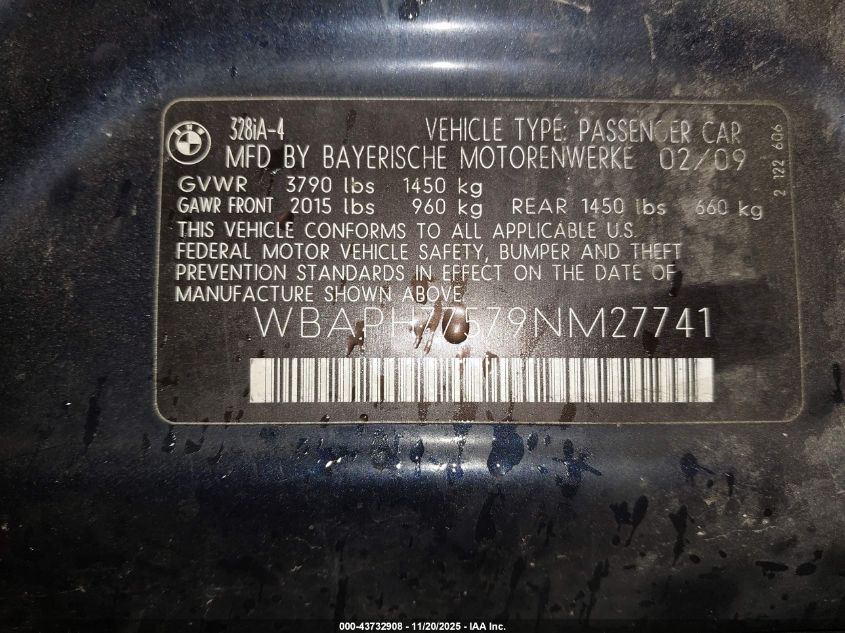 BMW
328iA-4 VEHICLE TYPE: PASSENGER CAR
MFD BY BAYERISCHE MOTORENWERKE 02/09
GVWR 3790 lbs 1450 kg
GAWR FRONT 2015 lbs 960 kg REAR 1450 lbs 660 kg
THIS VEHICLE CONFORMS TO ALL APPLICABLE U.S.
FEDERAL MOTOR VEHICLE SAFETY, BUMPER AND THEFT
PREVENTION STANDARDS IN EFFECT ON THE DATE OF
MANUFACTURE SHOWN ABOVE.
WBAPH77579NM27741
2 122 606
000-43732908 - 11/20/2025 - IAA Inc.